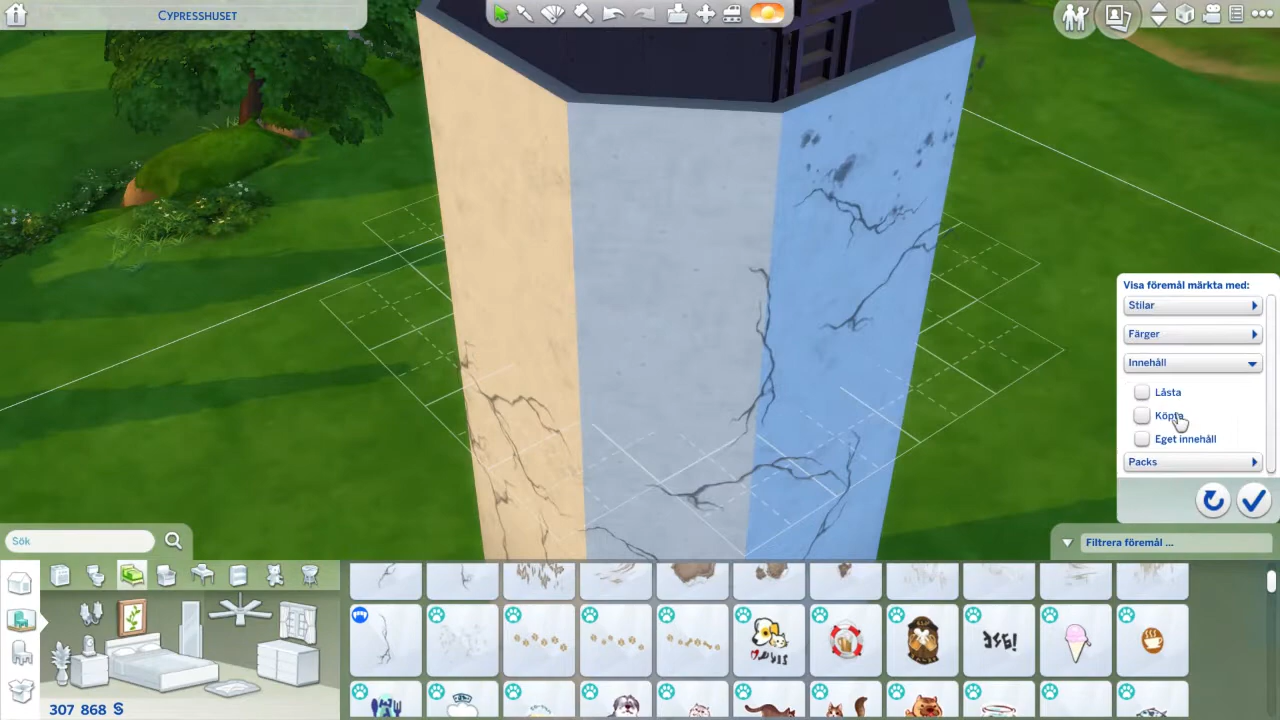 CYPRESSHUSET
Visa föremål märkta med:
Stilar
Färger
Innehåll
Låsta
Köpta
Eget innehåll
Packs
Sök
Filtrera föremål ...
307 868 $